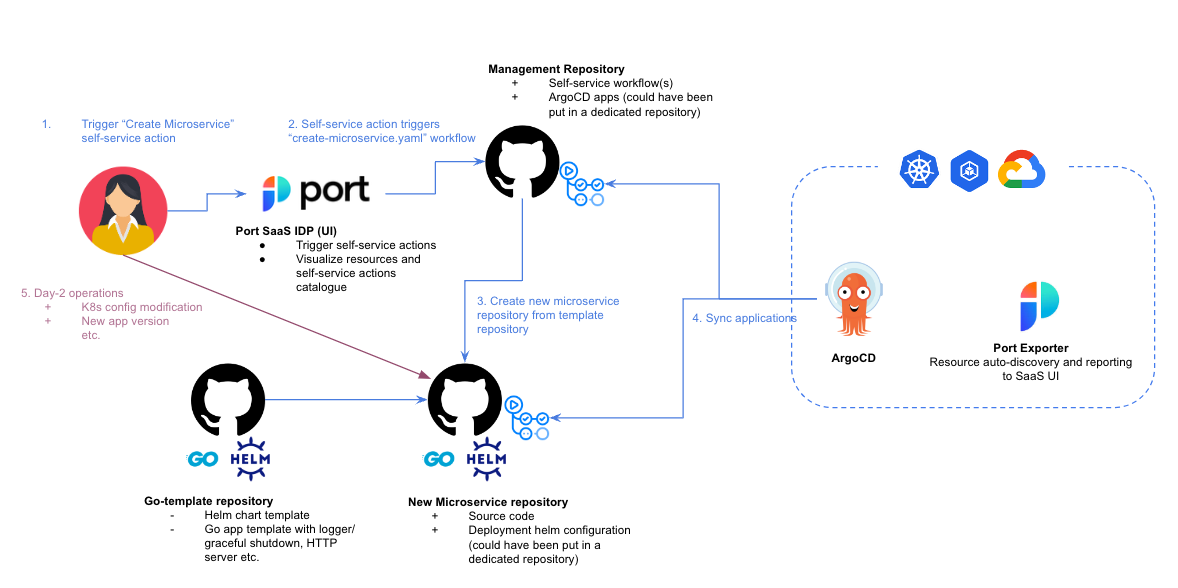 Management Repository
+ Self-service workflow(s)
+ ArgoCD apps (could have been
put in a dedicated repository)
1. Trigger “Create Microservice”
self-service action
2. Self-service action triggers
“create-microservice.yaml” workflow
port
Port SaaS IDP (UI)
● Trigger self-service actions
● Visualize resources and
self-service actions
catalogue
5. Day-2 operations
+ K8s config modification
+ New app version
etc.
3. Create new microservice
repository from template
repository
4. Sync applications
ArgoCD
Port Exporter
Resource auto-discovery and reporting
to SaaS UI
GO
HELM
GO
HELM
Go-template repository
- Helm chart template
- Go app template with logger/
graceful shutdown, HTTP
server etc.
New Microservice repository
+ Source code
+ Deployment helm configuration
(could have been put in a
dedicated repository)